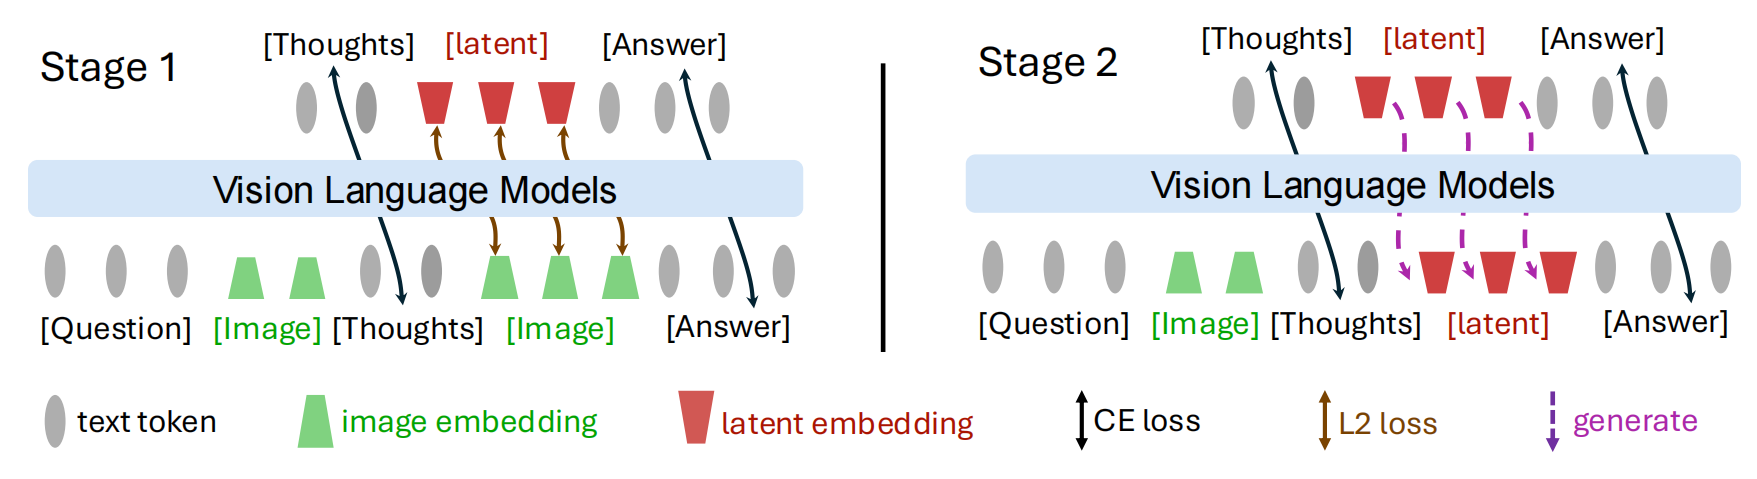 Stage 1
[Thoughts] [latent] [Answer]
Vision Language Models
[Question] [Image] [Thoughts] [Image] [Answer]
Stage 2
[Thoughts] [latent] [Answer]
Vision Language Models
[Question] [Image] [Thoughts] [latent] [Answer]
text token
image embedding
latent embedding
CE loss
L2 loss
generate